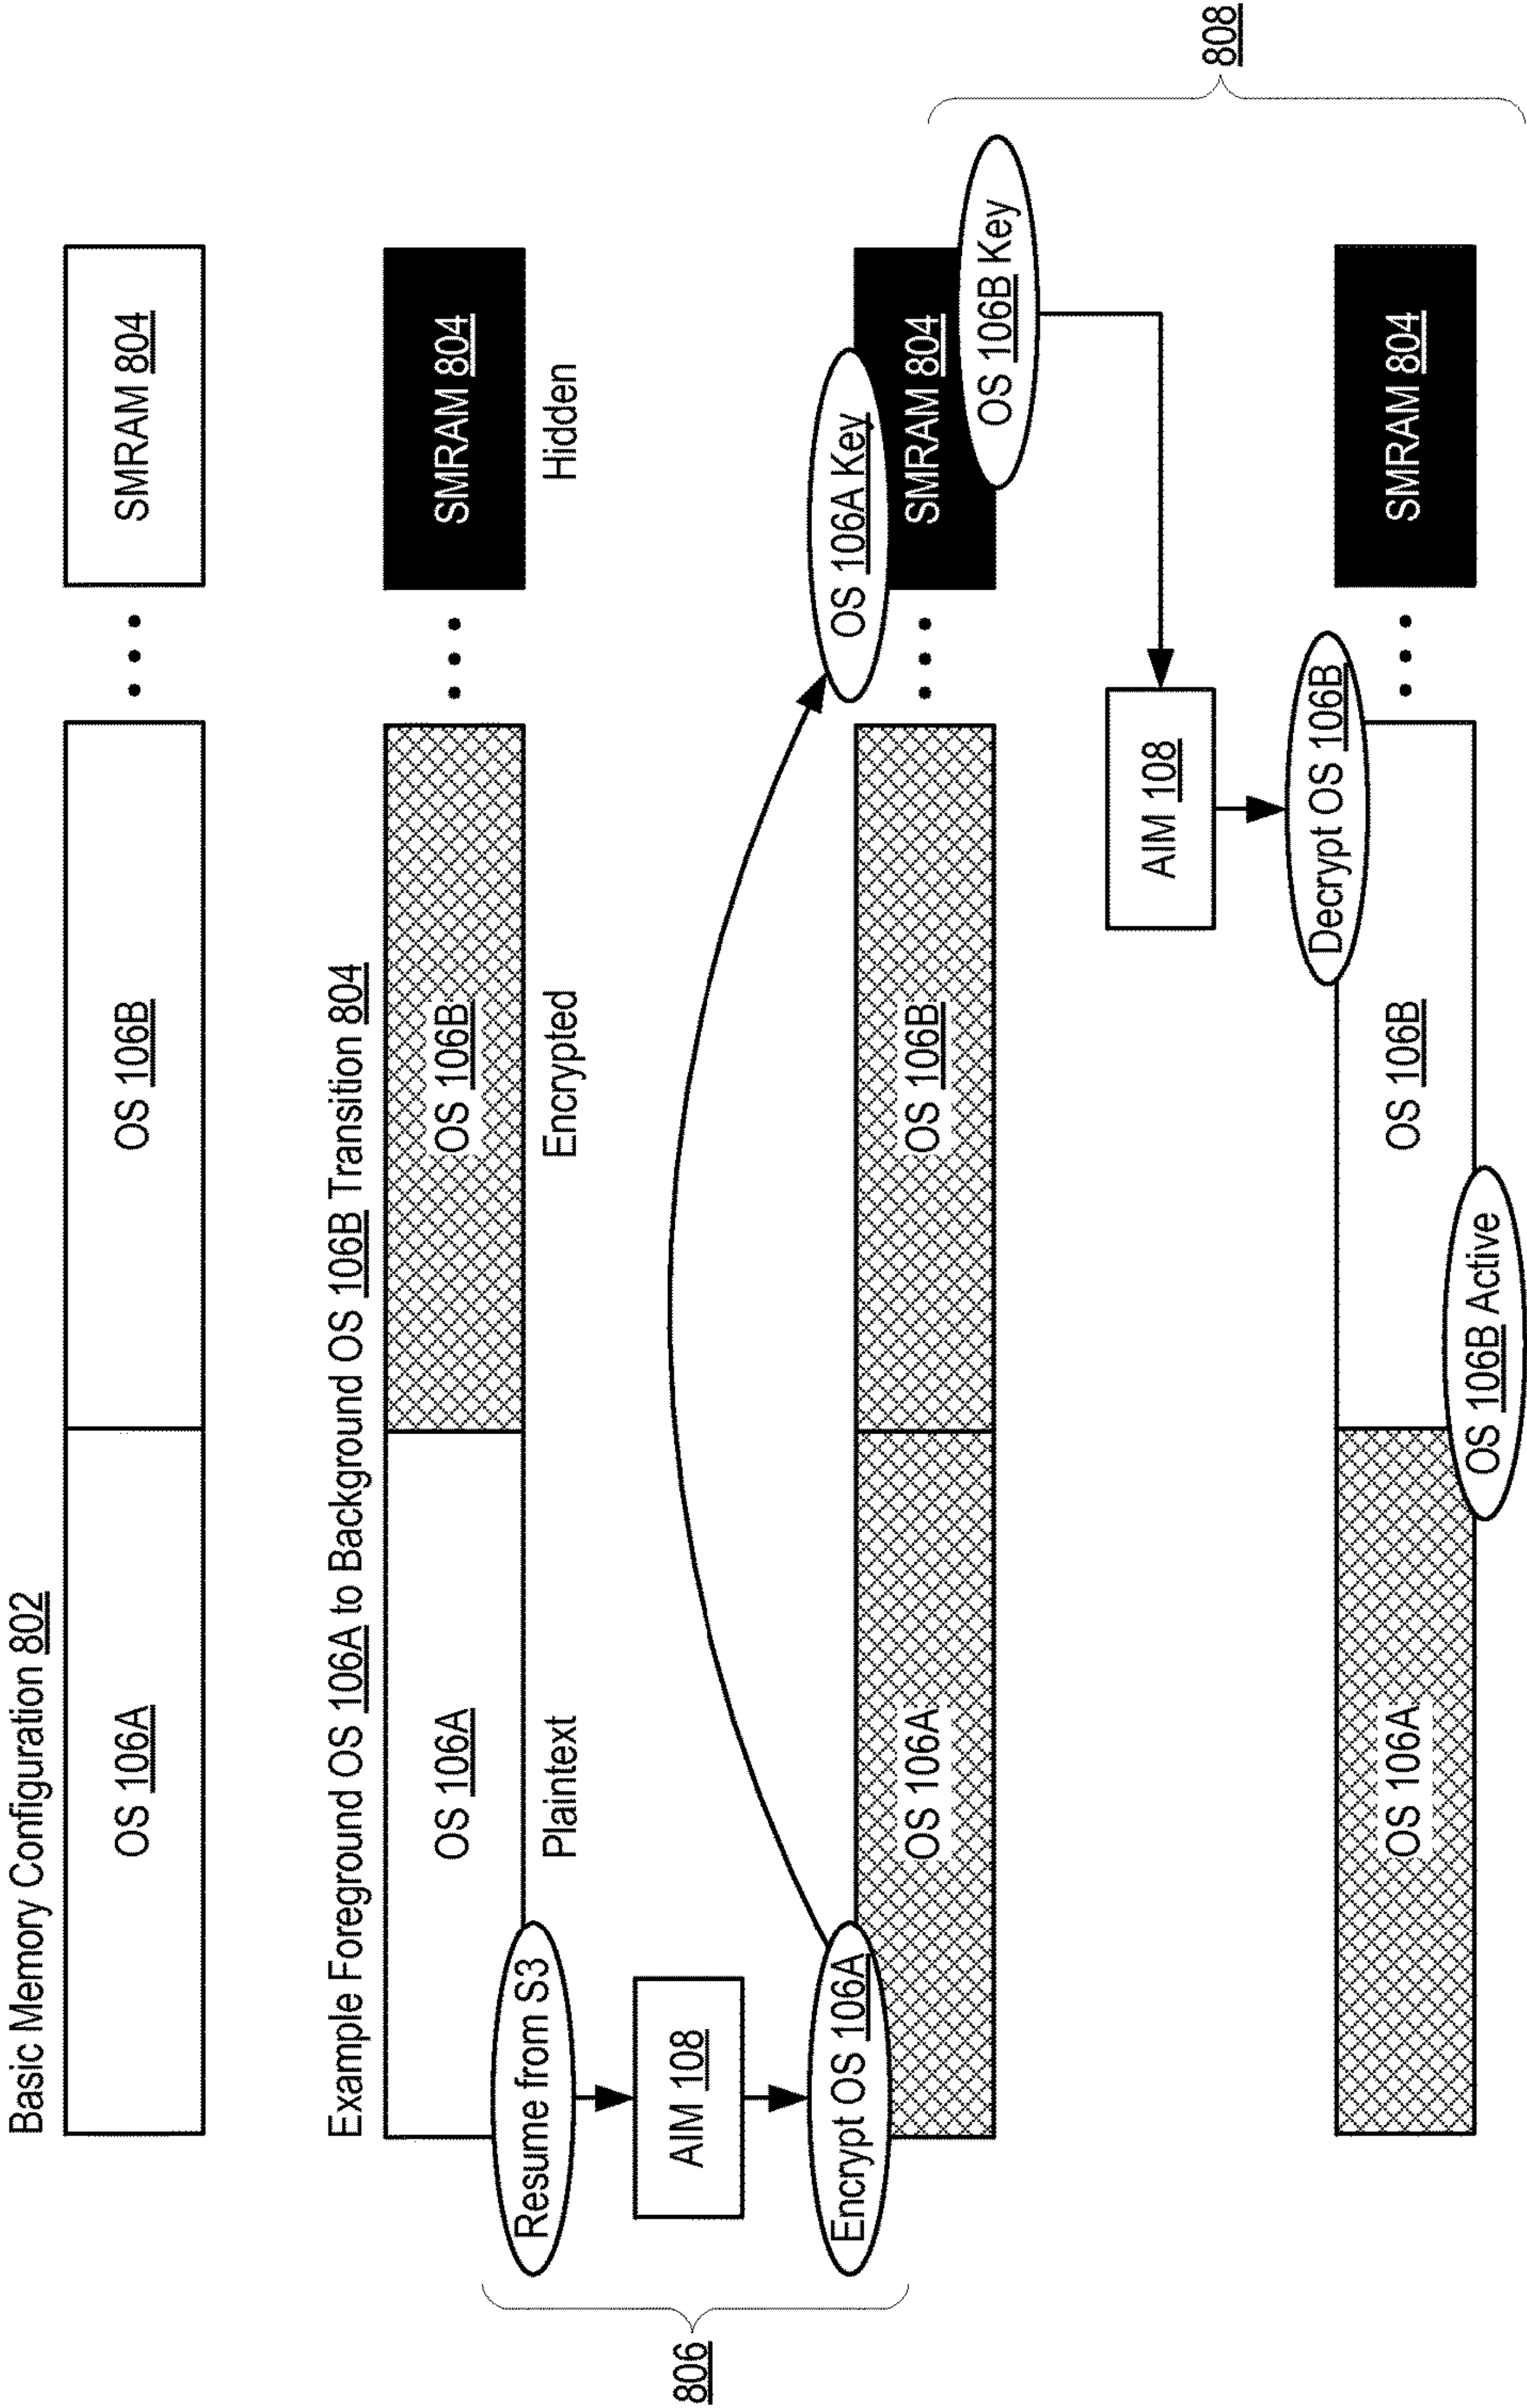 Basic Memory Configuration 802
OS 106A
OS 106B
SMRAM 804
Example Foreground OS 106A to Background OS 106B Transition 804
OS 106A
OS 106B
SMRAM 804
Plaintext
Encrypted
Hidden
Resume from S3
AIM 108
806
Encrypt OS 106A
OS 106A Key
OS 106A
OS 106B
SMRAM 804
OS 106B Key
808
AIM 108
Decrypt OS 106B
OS 106A
OS 106B
SMRAM 804
OS 106B Active